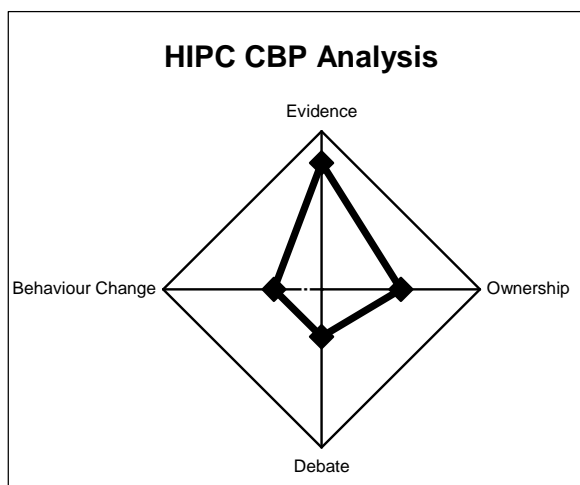 HIPC CBP Analysis
Evidence
Behaviour Change
Ownership
Debate